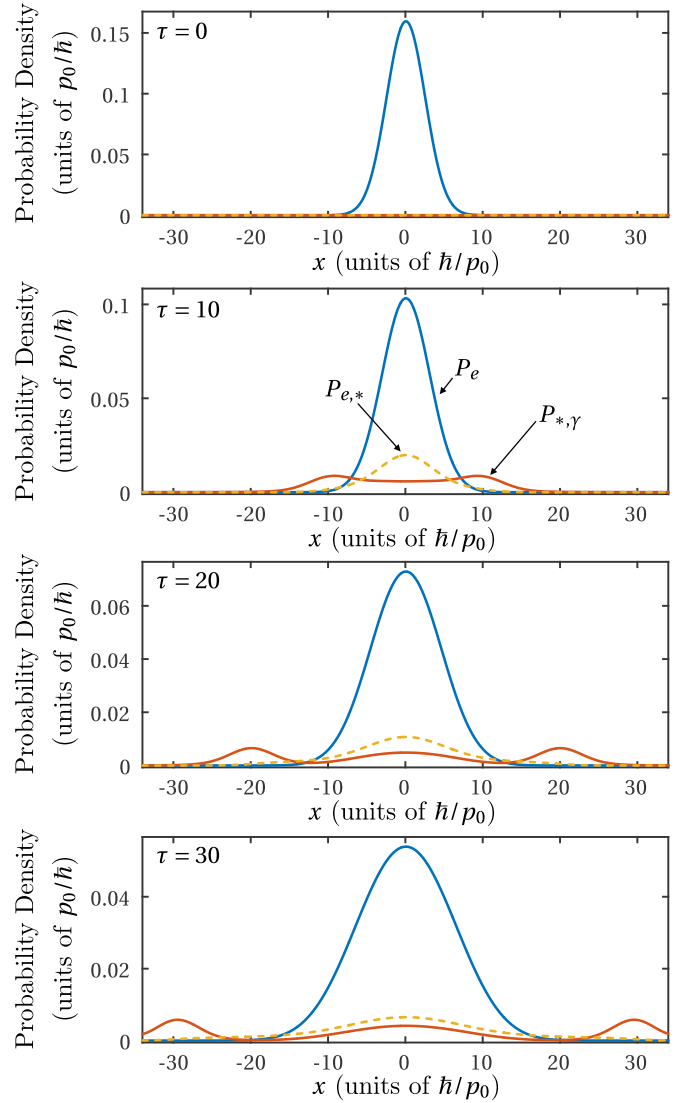 Probability Density
(units of p₀/ħ)
τ = 0
0.15
0.1
0.05
0
-30 -20 -10 0 10 20 30
x (units of ħ/p₀)
Probability Density
(units of p₀/ħ)
τ = 10
0.1
0.05
0
P_{e,*}
P_e
P_{*,γ}
-30 -20 -10 0 10 20 30
x (units of ħ/p₀)
Probability Density
(units of p₀/ħ)
τ = 20
0.06
0.04
0.02
0
-30 -20 -10 0 10 20 30
x (units of ħ/p₀)
Probability Density
(units of p₀/ħ)
τ = 30
0.04
0.02
0
-30 -20 -10 0 10 20 30
x (units of ħ/p₀)